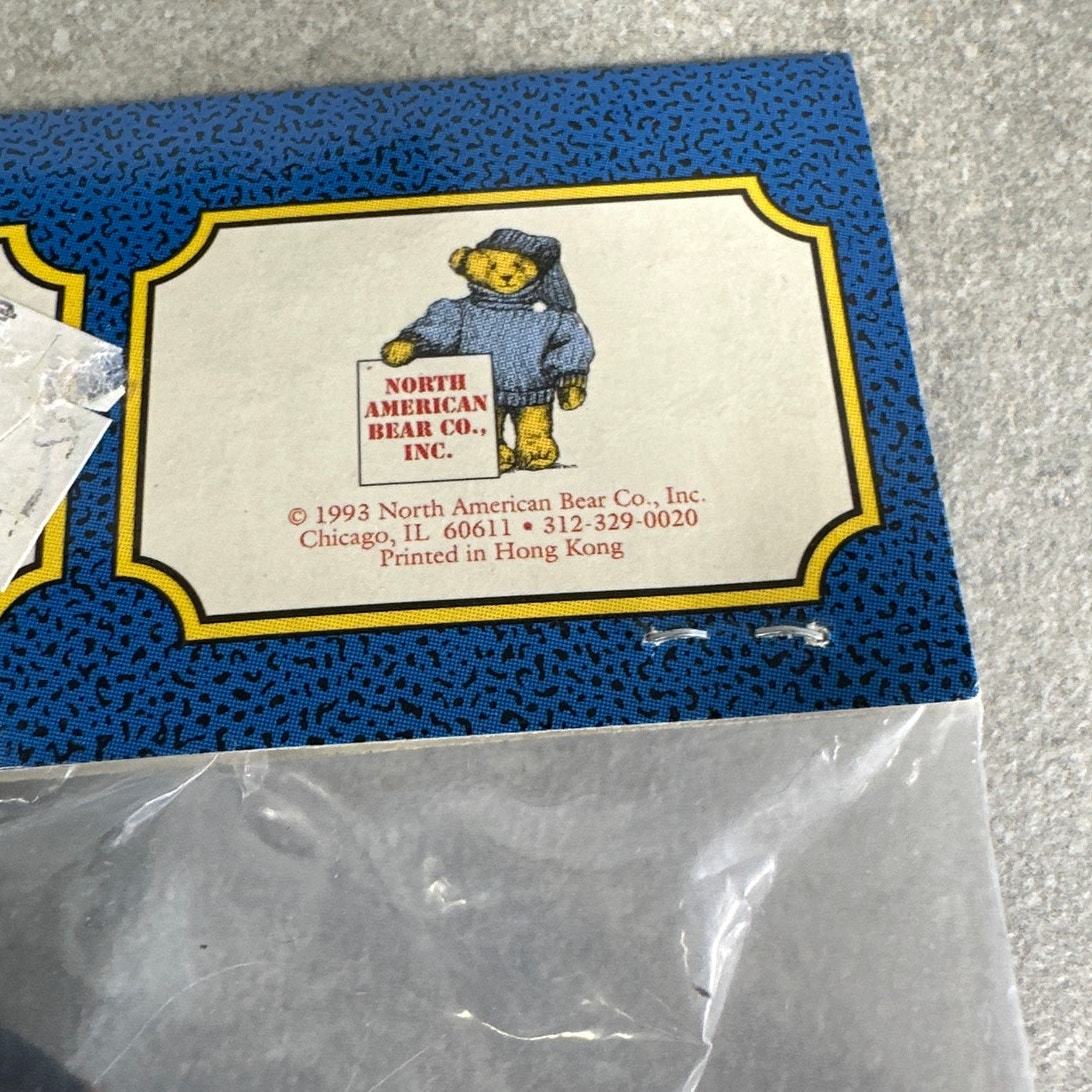 NORTH
AMERICAN
BEAR CO.,
INC.
© 1993 North American Bear Co., Inc.
Chicago, IL 60611 • 312-329-0020
Printed in Hong Kong